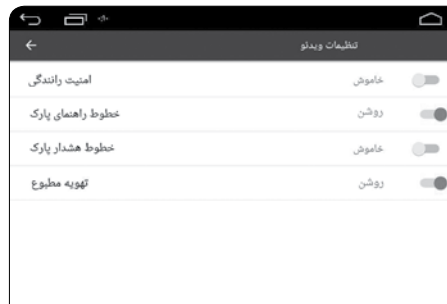 تنظیمات ویدئو
امنیت رانندگی خاموش
خطوط راهنمای پارک روشن
خطوط هشدار پارک خاموش
تهویه مطبوع روشن